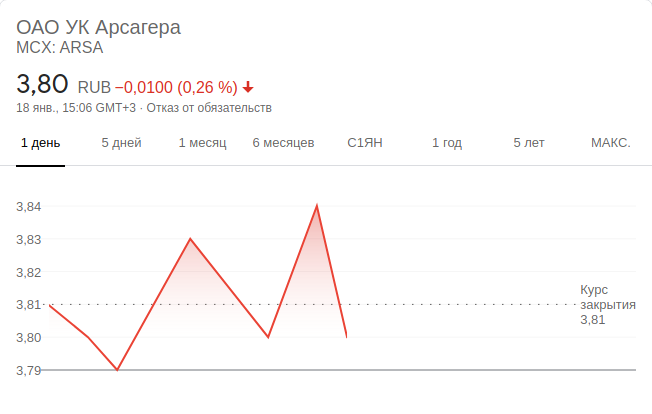 ОАО УК Арсагера
MCX: ARSA
3,80 RUB −0,0100 (0,26 %)
18 янв., 15:06 GMT+3 · Отказ от обязательств
1 день 5 дней 1 месяц 6 месяцев С1ЯН 1 год 5 лет МАКС.
3,84
3,83
3,82
3,81
3,80
3,79
Курс
закрытия
3,81